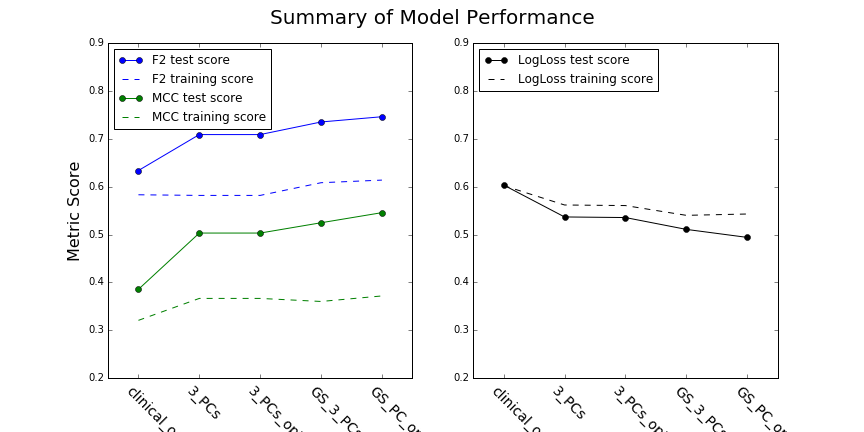 Summary of Model Performance
Metric Score
0.9
0.8
0.7
0.6
0.5
0.4
0.3
0.2
F2 test score
F2 training score
MCC test score
MCC training score
3_PCs
0.9
0.8
0.7
0.6
0.5
0.4
0.3
0.2
LogLoss test score
LogLoss training score
3_PCs